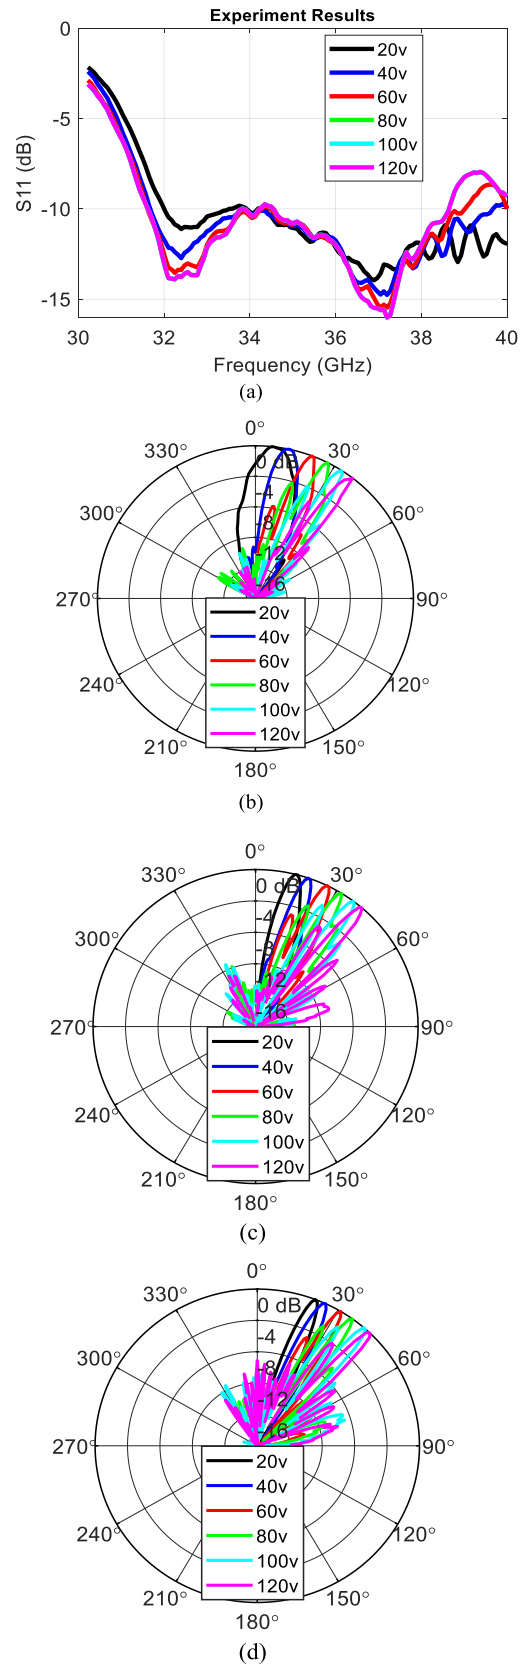 Experiment Results
0
-5
-10
-15
S11 (dB)
20v
40v
60v
80v
100v
120v
30 32 34 36 38 40
Frequency (GHz)
(a)
0°
330° 30°
0 dB
-4
300° 60°
-8
-12
-16
270° 90°
20v
40v
60v
240° 120°
80v
100v
120v
210° 150°
180°
(b)
0°
330° 30°
0 dB
-4
300° 60°
-8
-12
-16
270° 90°
20v
40v
60v
240° 120°
80v
100v
120v
210° 150°
180°
(c)
0°
330° 30°
0 dB
-4
300° 60°
-8
-12
-16
270° 90°
20v
40v
60v
240° 120°
80v
100v
120v
210° 150°
180°
(d)